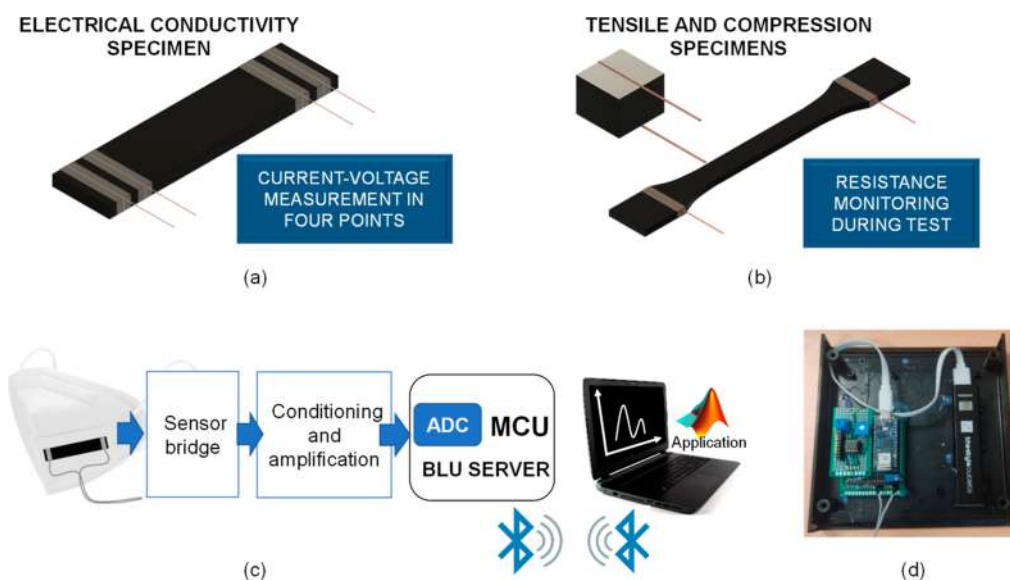 ELECTRICAL CONDUCTIVITY
SPECIMEN
CURRENT-VOLTAGE
MEASUREMENT IN
FOUR POINTS
(a)
TENSILE AND COMPRESSION
SPECIMENS
RESISTANCE
MONITORING
DURING TEST
(b)
Sensor
bridge
Conditioning
and
amplification
ADC
MCU
BLU SERVER
Application
(c)
(d)